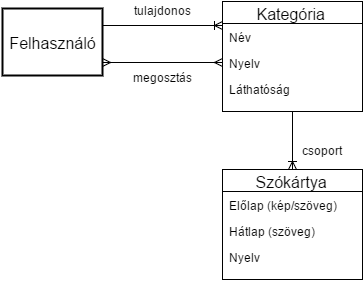 tulajdonos
Felhasználó
megosztás
Kategória
Név
Nyelv
Láthatóság
csoport
Szókártya
Előlap (kép/szöveg)
Hátlap (szöveg)
Nyelv